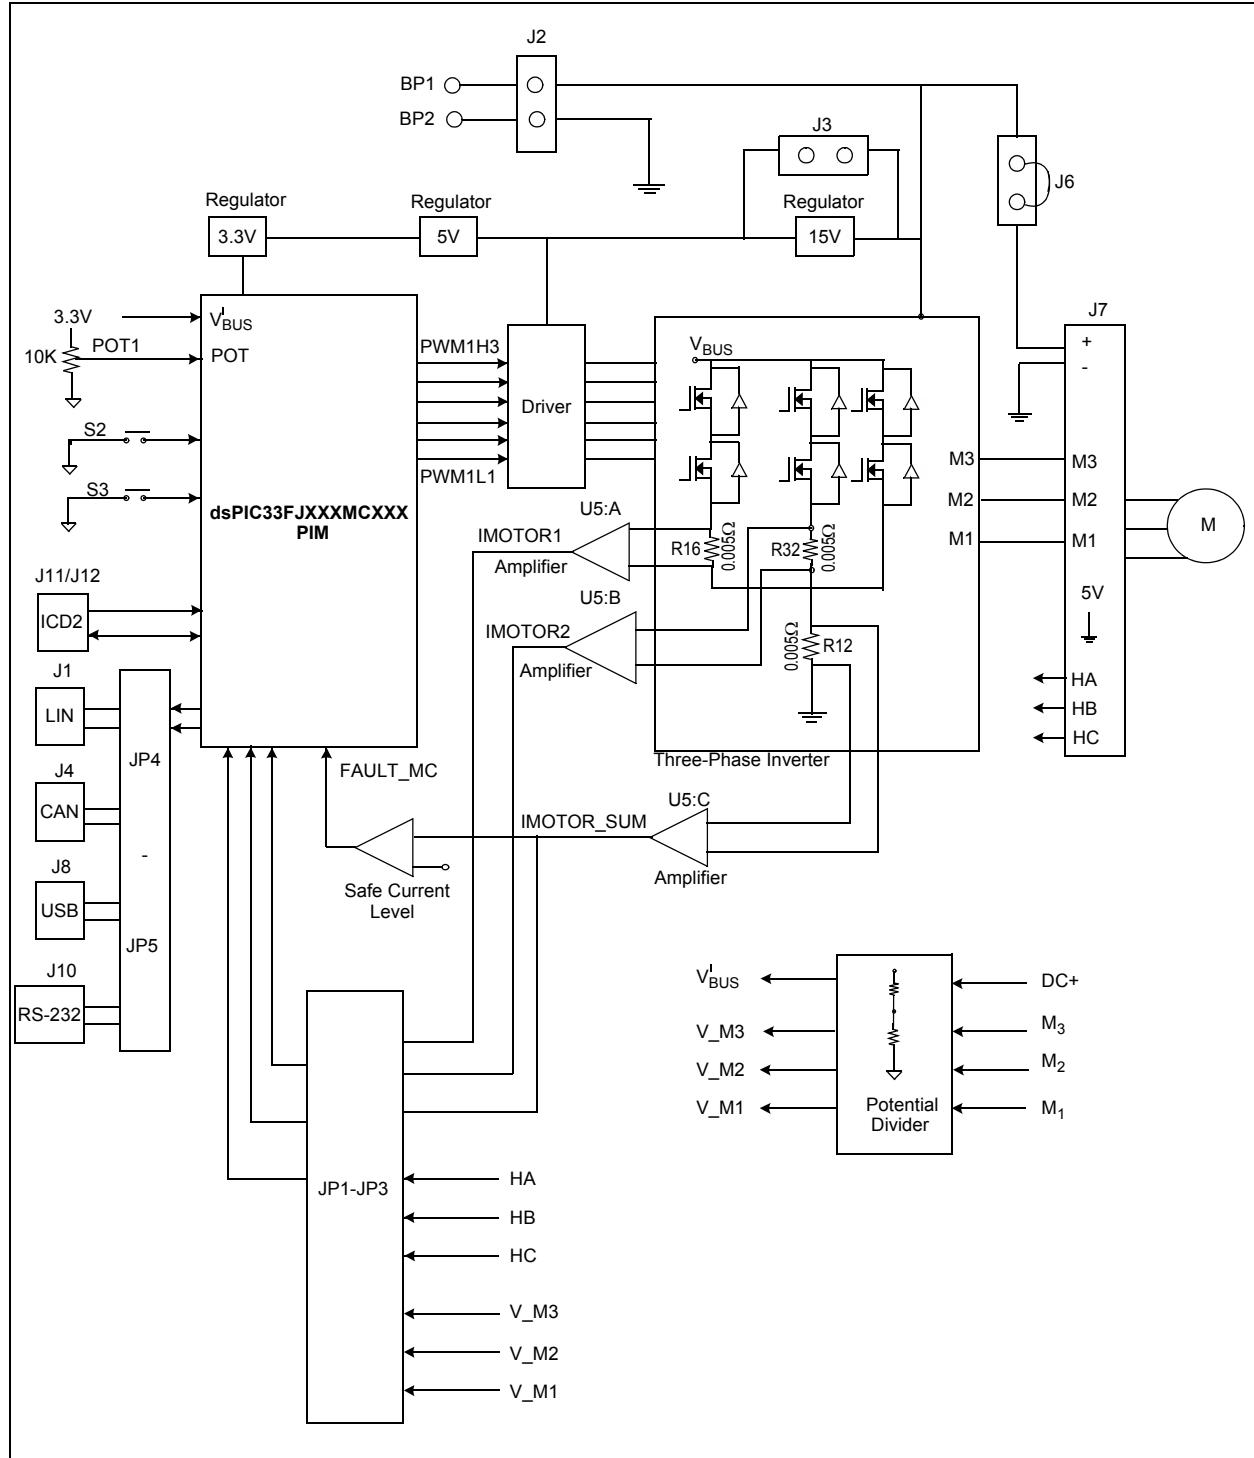 J2
BP1
BP2
J3
J6
Regulator
3.3V
Regulator
5V
Regulator
15V
J7
3.3V
V'BUS
10K
POT1
POT
PWM1H3
PWM1L1
Driver
VBUS
+
-
S2
S3
dsPIC33FJXXXMCXXX
PIM
M3
M2
M1
M3
M2
M1
M
5V
U5:A
IMOTOR1
Amplifier
R16
0.005Ω
R32
0.005Ω
U5:B
IMOTOR2
Amplifier
0.005Ω
R12
J11/J12
ICD2
J1
LIN
J4
CAN
J8
USB
J10
RS-232
JP4
-
JP5
HA
HB
HC
Three-Phase Inverter
FAULT_MC
IMOTOR_SUM
U5:C
Amplifier
Safe Current
Level
V'BUS
V_M3
V_M2
V_M1
DC+
M3
M2
M1
Potential
Divider
JP1-JP3
HA
HB
HC
V_M3
V_M2
V_M1